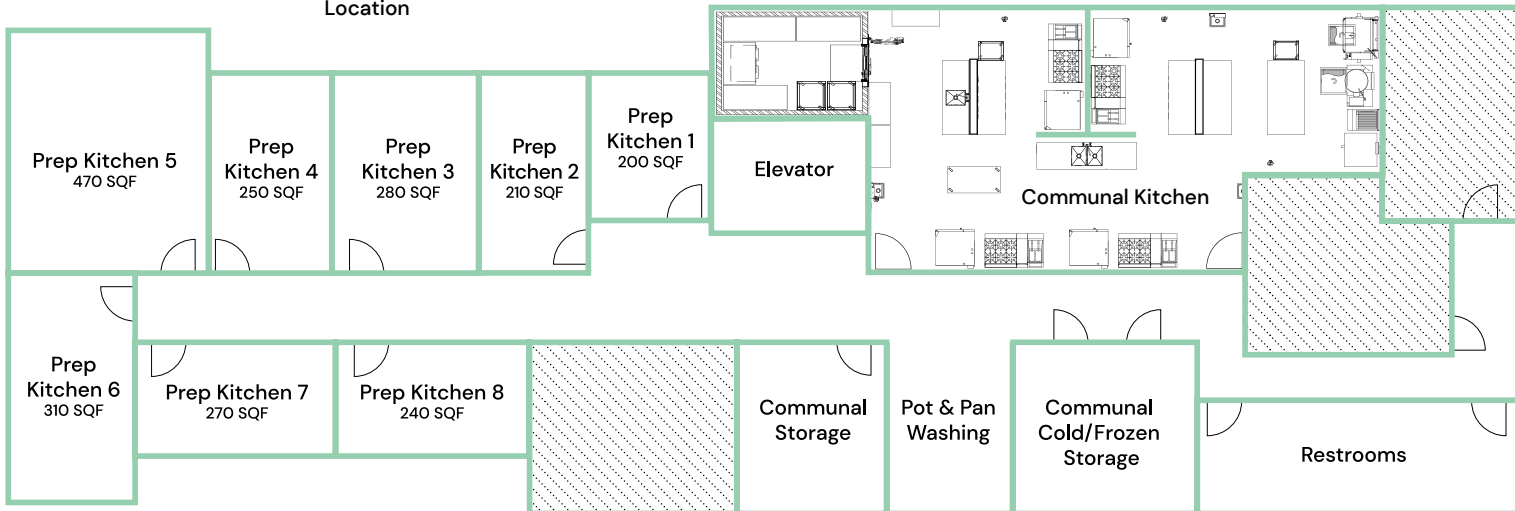 Location
Prep Kitchen 5
470 SQF
Prep
Kitchen 4
250 SQF
Prep
Kitchen 3
280 SQF
Prep
Kitchen 2
210 SQF
Prep
Kitchen 1
200 SQF
Elevator
Communal Kitchen
Prep
Kitchen 6
310 SQF
Prep Kitchen 7
270 SQF
Prep Kitchen 8
240 SQF
Communal
Storage
Pot & Pan
Washing
Communal
Cold/Frozen
Storage
Restrooms